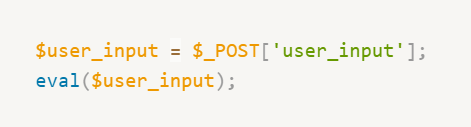 $user_input = $_POST['user_input'];
eval($user_input);